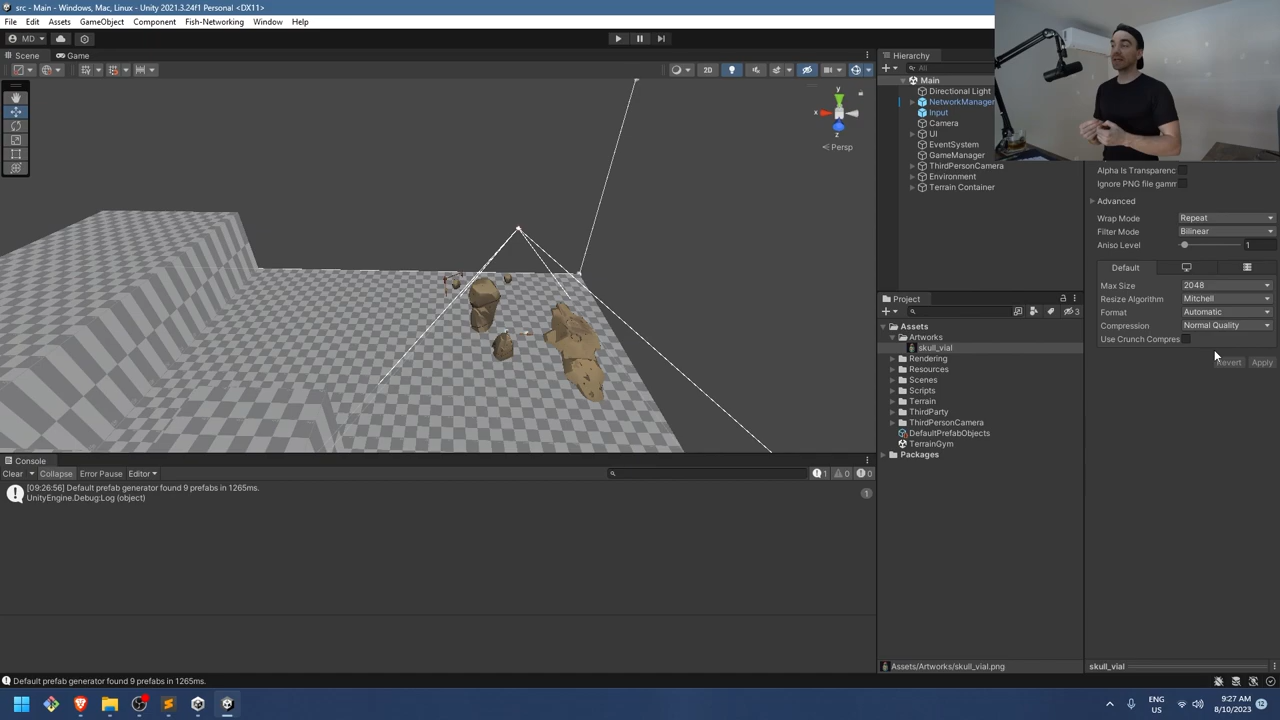 src - Main - Windows, Mac, Linux - Unity 2021.3.24f1 Personal <DX11>
File Edit Assets GameObject Component Fish-Networking Window Help
MD
Scene Game
2D
y
x
z
Persp
Hierarchy
All
Main
Directional Light
NetworkManager
Input
Camera
UI
EventSystem
GameManager
ThirdPersonCamera
Environment
Terrain Container
Alpha Is Transparenc
Ignore PNG file gamm
Advanced
Wrap Mode Repeat
Filter Mode Bilinear
Aniso Level 1
Default
Max Size 2048
Resize Algorithm Mitchell
Format Automatic
Compression Normal Quality
Use Crunch Compres
Revert Apply
Project
3
Assets
Artworks
skull_vial
Rendering
Resources
Scenes
Scripts
Terrain
ThirdParty
ThirdPersonCamera
DefaultPrefabObjects
TerrainGym
Packages
Assets/Artworks/skull_vial.png
skull_vial
Console
Clear Collapse Error Pause Editor
1 0 0
[09:26:56] Default prefab generator found 9 prefabs in 1265ms.
UnityEngine.Debug:Log (object)
1
Default prefab generator found 9 prefabs in 1265ms.
ENG
US
9:27 AM
8/10/2023
12